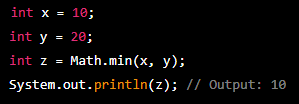 int x = 10;
int y = 20;
int z = Math.min(x, y);
System.out.println(z); // Output: 10